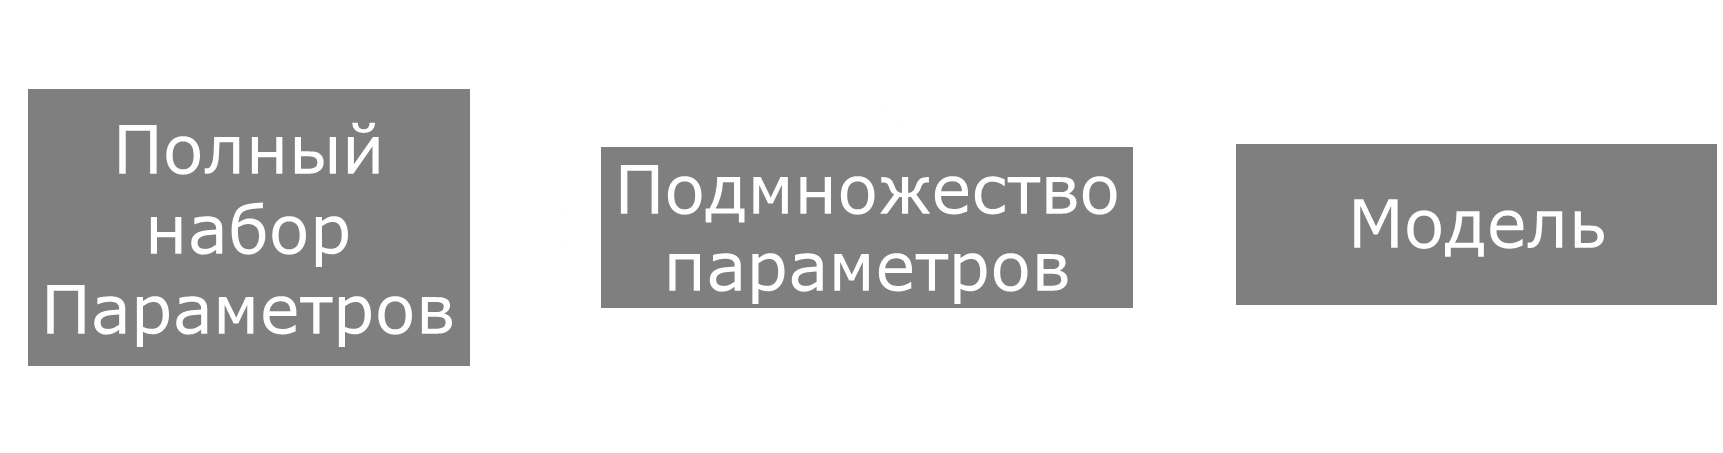 Полный
набор
Параметров
Подмножество
параметров
Модель